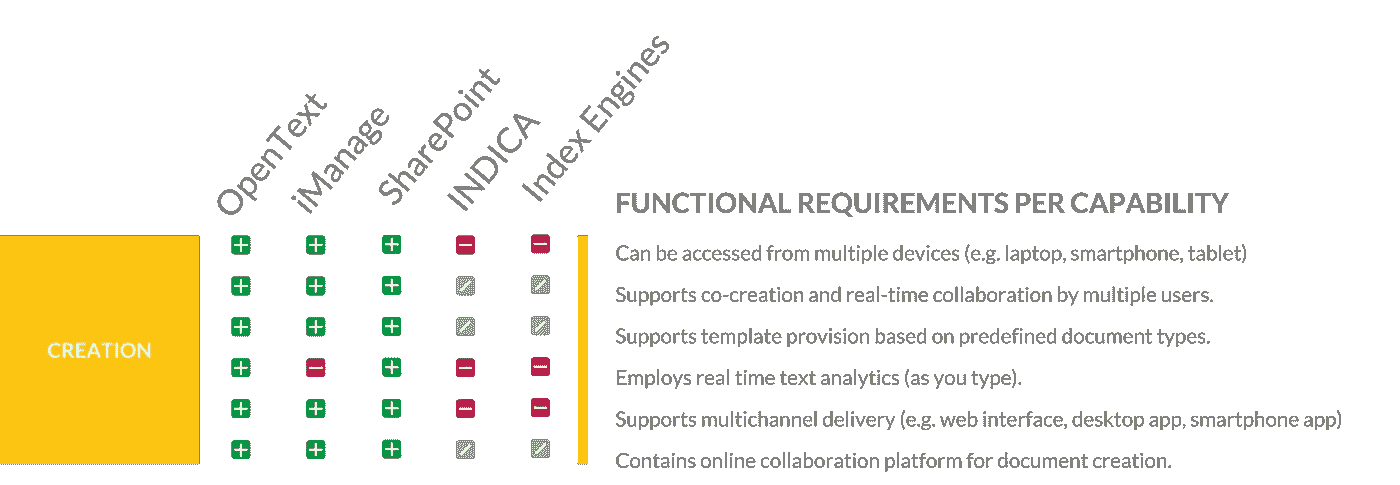 OpenText
iManage
SharePoint
INDICA
Index Engines
FUNCTIONAL REQUIREMENTS PER CAPABILITY
CREATION
Can be accessed from multiple devices (e.g. laptop, smartphone, tablet)
Supports co-creation and real-time collaboration by multiple users.
Supports template provision based on predefined document types.
Employs real time text analytics (as you type).
Supports multichannel delivery (e.g. web interface, desktop app, smartphone app)
Contains online collaboration platform for document creation.